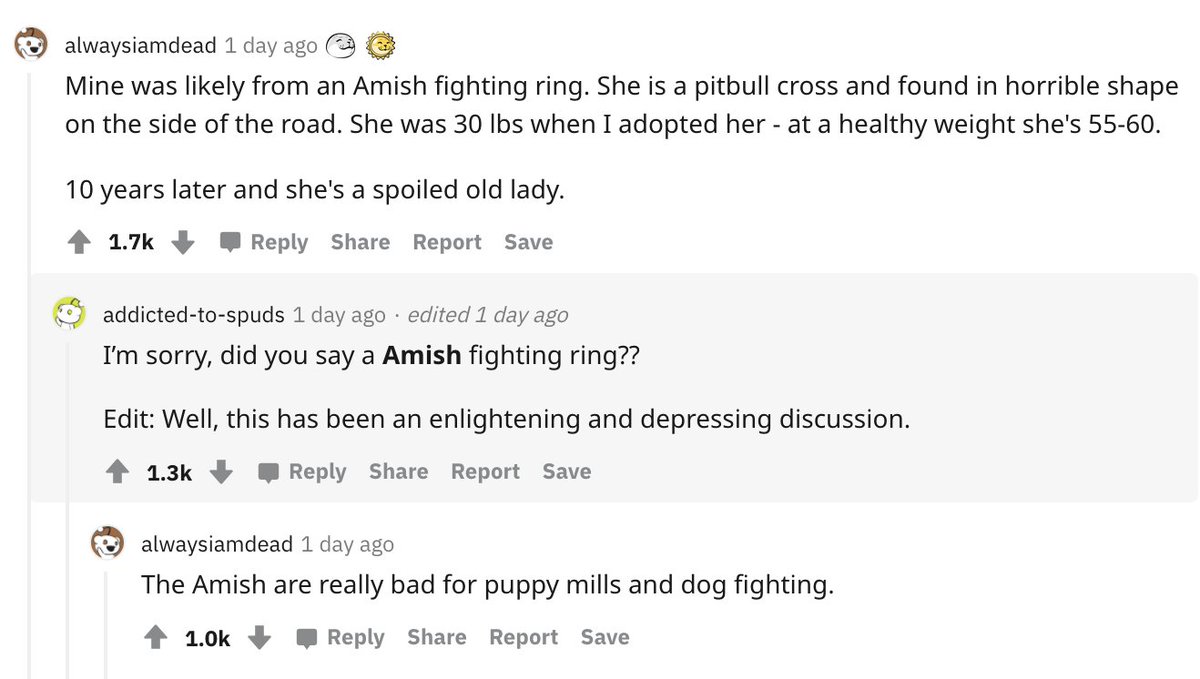 alwaysiamdead 1 day ago
Mine was likely from an Amish fighting ring. She is a pitbull cross and found in horrible shape
on the side of the road. She was 30 lbs when I adopted her - at a healthy weight she's 55-60.
10 years later and she's a spoiled old lady.
1.7k Reply Share Report Save
addicted-to-spuds 1 day ago · edited 1 day ago
I’m sorry, did you say a Amish fighting ring??
Edit: Well, this has been an enlightening and depressing discussion.
1.3k Reply Share Report Save
alwaysiamdead 1 day ago
The Amish are really bad for puppy mills and dog fighting.
1.0k Reply Share Report Save